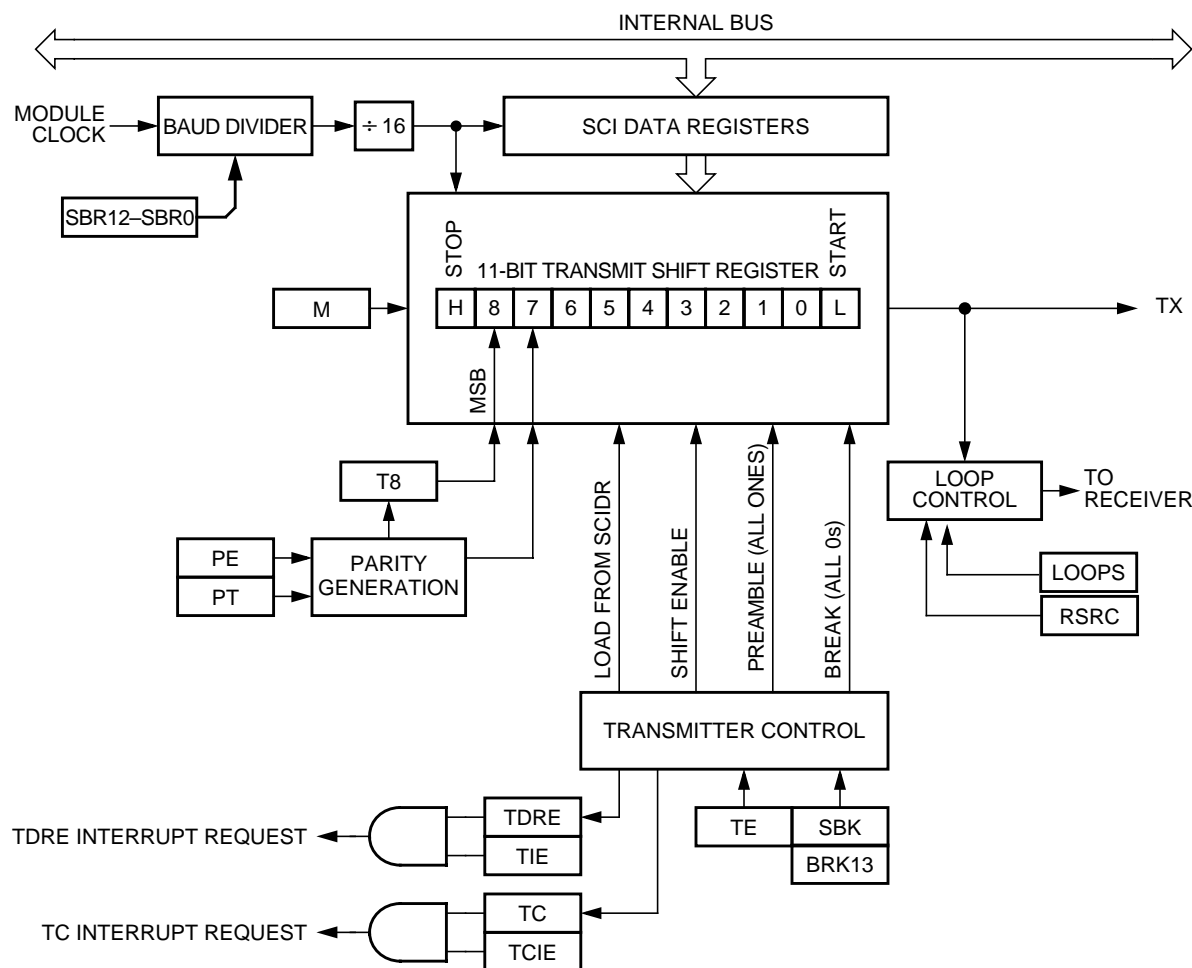 INTERNAL BUS
MODULE
CLOCK
BAUD DIVIDER
÷ 16
SCI DATA REGISTERS
SBR12–SBR0
STOP
11-BIT TRANSMIT SHIFT REGISTER
START
M
H 8 7 6 5 4 3 2 1 0 L
TX
MSB
T8
LOOP
CONTROL
TO
RECEIVER
PE
PT
PARITY
GENERATION
LOAD FROM SCIDR
SHIFT ENABLE
PREAMBLE (ALL ONES)
BREAK (ALL 0s)
LOOPS
RSRC
TRANSMITTER CONTROL
TDRE INTERRUPT REQUEST
TDRE
TIE
TE
SBK
BRK13
TC INTERRUPT REQUEST
TC
TCIE